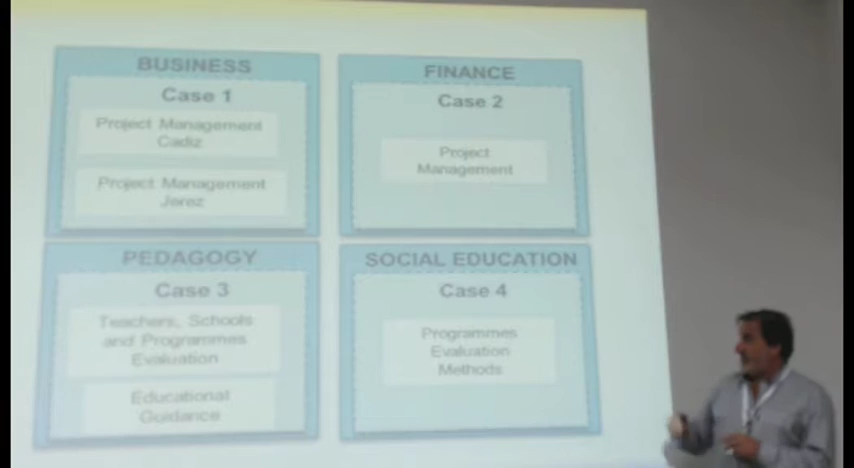 BUSINESS
Case 1
Project Management
Cadiz
Project Management
Jerez
FINANCE
Case 2
Project
Management
PEDAGOGY
Case 3
Teachers, Schools
and Programmes
Evaluation
Educational
Guidance
SOCIAL EDUCATION
Case 4
Programmes
Evaluation
Methods